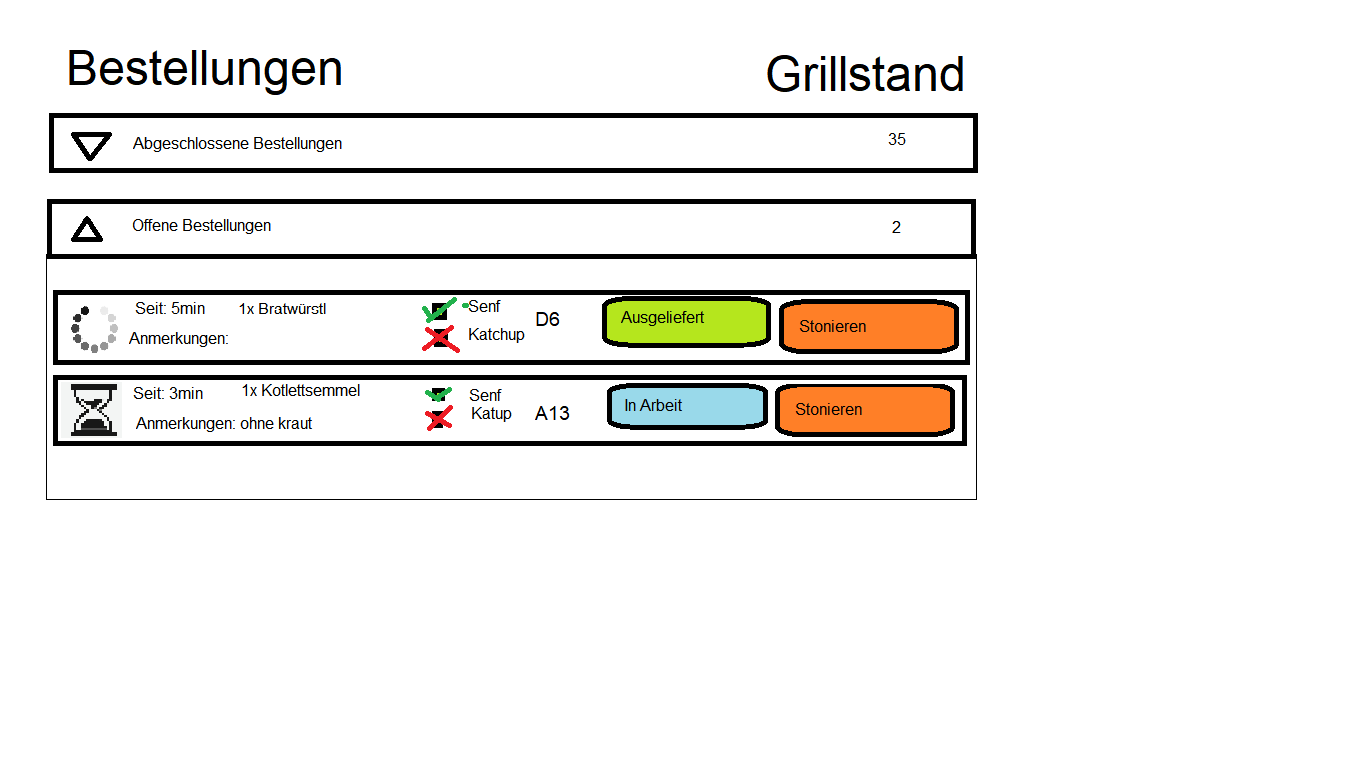 Bestellungen
Grillstand
Abgeschlossene Bestellungen
35
Offene Bestellungen
2
Seit: 5min
1x Bratwürstl
Senf
D6
Ausgeliefert
Stonieren
Anmerkungen:
Katchup
Seit: 3min
1x Kotlettsemmel
Senf
A13
In Arbeit
Stonieren
Anmerkungen: ohne kraut
Katup